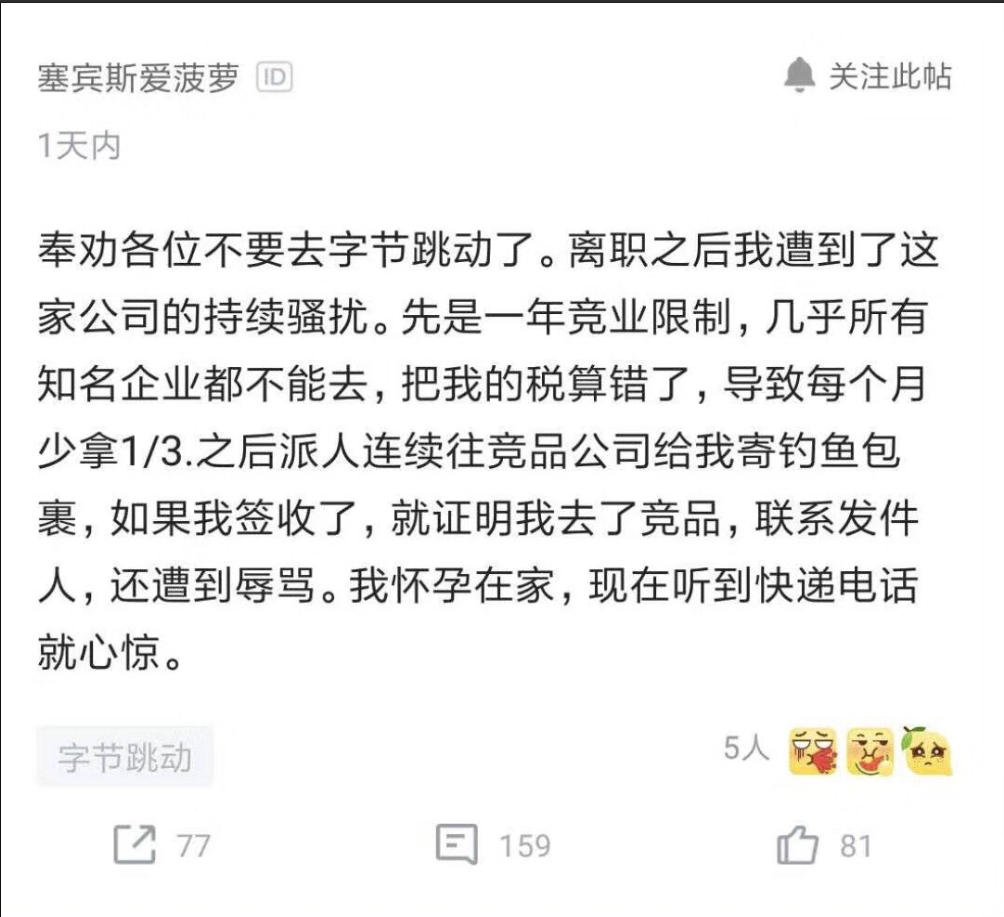 塞宾斯爱菠萝 ID
关注此帖
1天内
奉劝各位不要去字节跳动了。离职之后我遭到了这
家公司的持续骚扰。先是一年竞业限制，几乎所有
知名企业都不能去，把我的税算错了，导致每个月
少拿1/3.之后派人连续往竞品公司给我寄钓鱼包
裹，如果我签收了，就证明我去了竞品，联系发件
人，还遭到辱骂。我怀孕在家，现在听到快递电话
就心惊。
字节跳动
5人
77
159
81